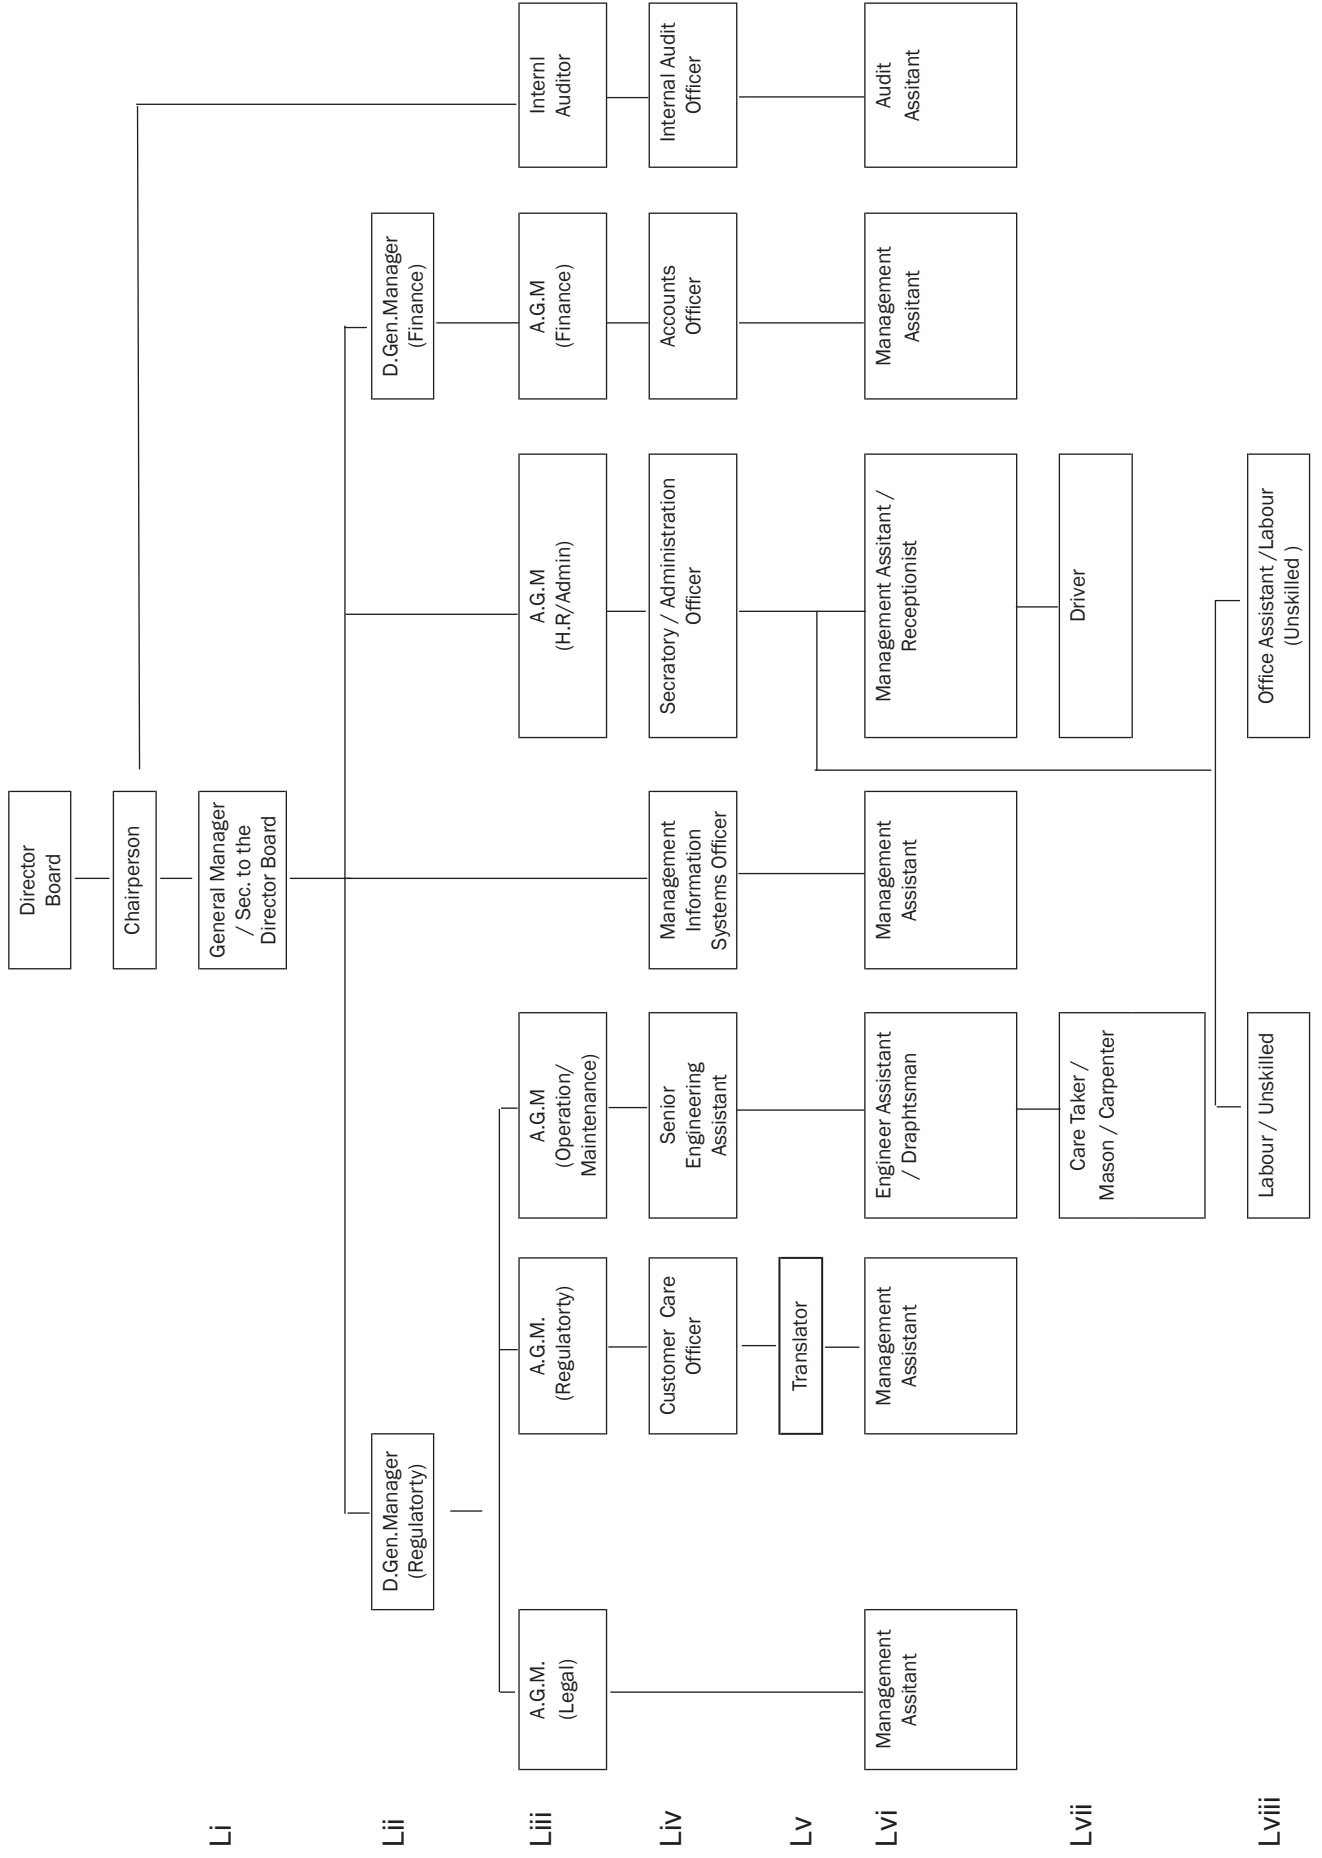 Director
Board
Chairperson
Li
General Manager
/ Sec. to the
Director Board
Lii
D.Gen.Manager
(Regulatorty)
D.Gen.Manager
(Finance)
Liii
A.G.M.
(Legal)
A.G.M.
(Regulatorty)
A.G.M
(Operation/
Maintenance)
A.G.M
(H.R/Admin)
A.G.M
(Finance)
Internl
Auditor
Liv
Customer Care
Officer
Senior
Engineering
Assistant
Management
Information
Systems Officer
Secratory / Administration
Officer
Accounts
Officer
Internal Audit
Officer
Lv
Translator
Lvi
Management
Assitant
Management
Assistant
Engineer Assistant
/ Draphtsman
Management
Assistant
Management Assitant /
Receptionist
Management
Assitant
Audit
Assitant
Lvii
Care Taker /
Mason / Carpenter
Driver
Lviii
Labour / Unskilled
Office Assistant /Labour
(Unskilled )